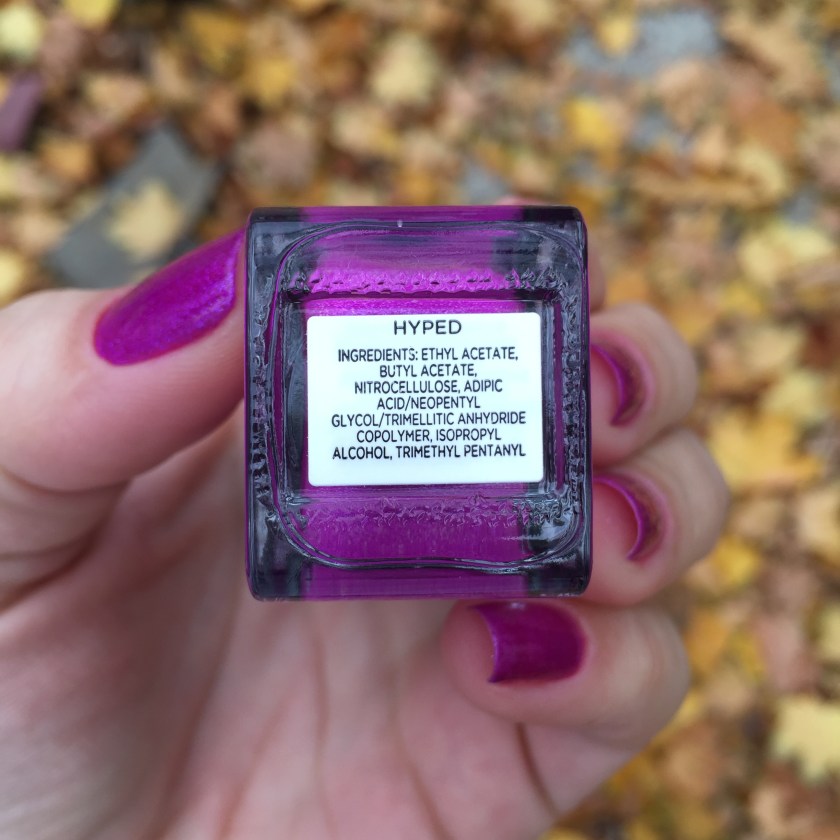 HYPED
INGREDIENTS: ETHYL ACETATE,
BUTYL ACETATE,
NITROCELLULOSE, ADIPIC
ACID/NEOPENTYL
GLYCOL/TRIMELLITIC ANHYDRIDE
COPOLYMER, ISOPROPYL
ALCOHOL, TRIMETHYL PENTANYL